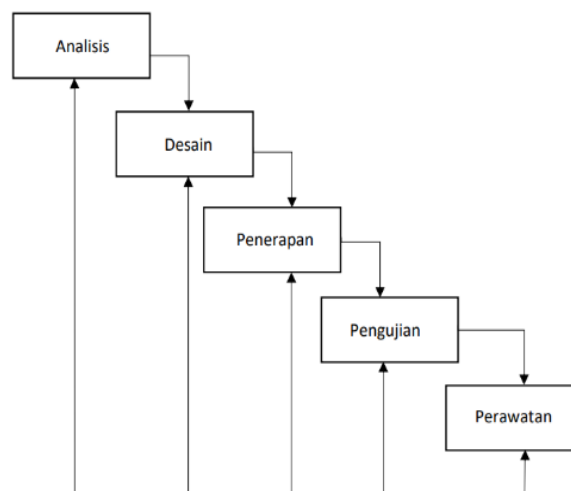 Analisis
Desain
Penerapan
Pengujian
Perawatan